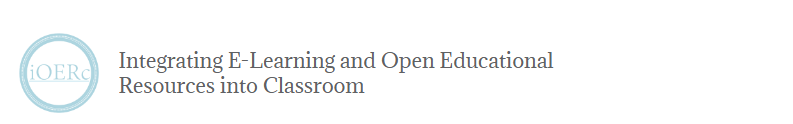 iOERc
Integrating E-Learning and Open Educational
Resources into Classroom